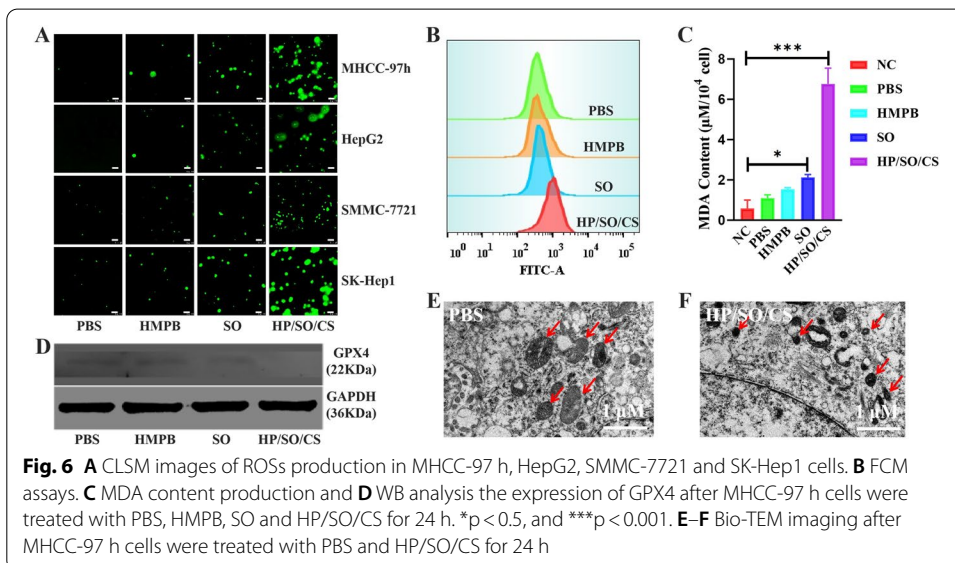 A
MHCC-97h
HepG2
SMMC-7721
SK-Hep1
PBS HMPB SO HP/SO/CS
B
PBS
HMPB
SO
HP/SO/CS
10⁰ 10¹ 10² 10³ 10⁴ 10⁵
FITC-A
C
MDA Content (μM/10⁴ cell)
8
6
4
2
0
***
*
NC PBS HMPB SO HP/SO/CS
NC
PBS
HMPB
SO
HP/SO/CS
D
GPX4
(22KDa)
GAPDH
(36KDa)
PBS HMPB SO HP/SO/CS
E
PBS
1 μM
F
HP/SO/CS
1 μM
Fig. 6 A CLSM images of ROSs production in MHCC-97 h, HepG2, SMMC-7721 and SK-Hep1 cells. B FCM
assays. C MDA content production and D WB analysis the expression of GPX4 after MHCC-97 h cells were
treated with PBS, HMPB, SO and HP/SO/CS for 24 h. *p < 0.5, and ***p < 0.001. E–F Bio-TEM imaging after
MHCC-97 h cells were treated with PBS and HP/SO/CS for 24 h